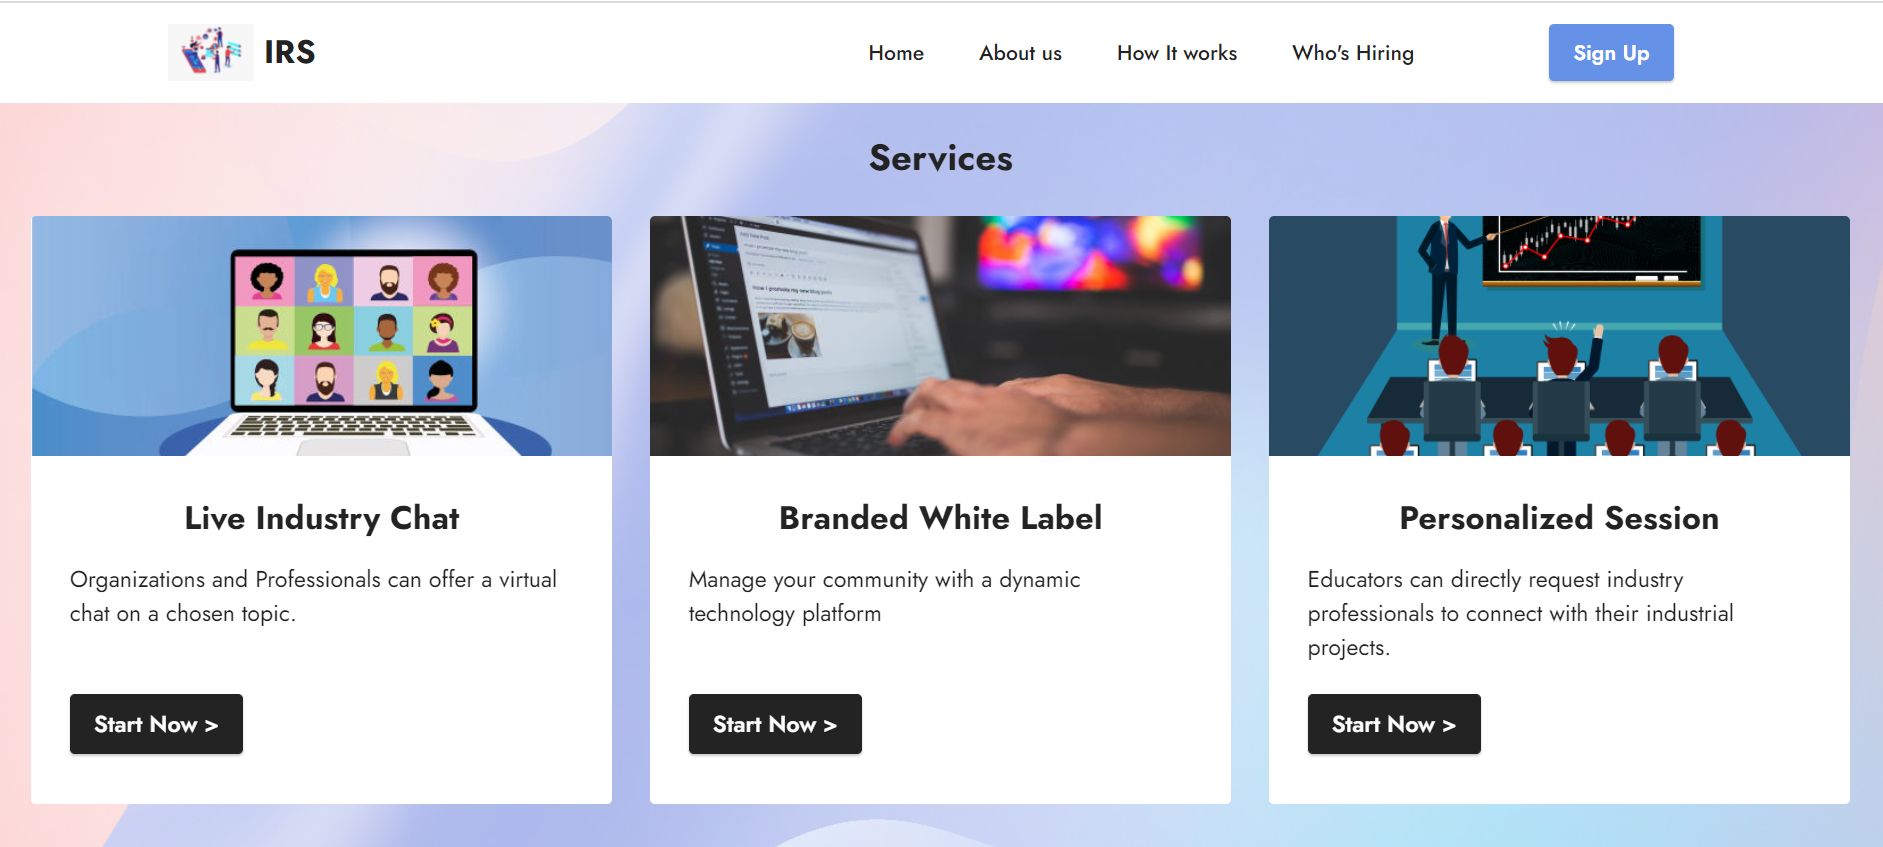 IRS
Home
About us
How It works
Who's Hiring
Sign Up
Services
Live Industry Chat
Organizations and Professionals can offer a virtual
chat on a chosen topic.
Start Now >
Branded White Label
Manage your community with a dynamic
technology platform
Start Now >
Personalized Session
Educators can directly request industry
professionals to connect with their industrial
projects.
Start Now >